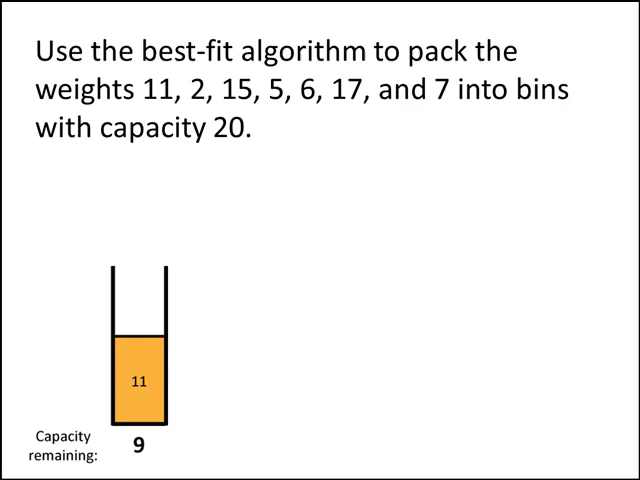 Use the best-fit algorithm to pack the
weights 11, 2, 15, 5, 6, 17, and 7 into bins
with capacity 20.
11
Capacity
remaining:
9